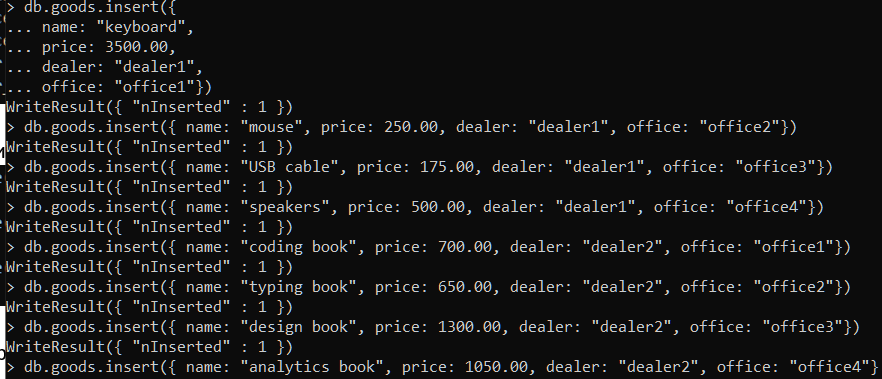 > db.goods.insert({
... name: "keyboard",
... price: 3500.00,
... dealer: "dealer1",
... office: "office1"})
WriteResult({ "nInserted" : 1 })
> db.goods.insert({ name: "mouse", price: 250.00, dealer: "dealer1", office: "office2"})
WriteResult({ "nInserted" : 1 })
> db.goods.insert({ name: "USB cable", price: 175.00, dealer: "dealer1", office: "office3"})
WriteResult({ "nInserted" : 1 })
> db.goods.insert({ name: "speakers", price: 500.00, dealer: "dealer1", office: "office4"})
WriteResult({ "nInserted" : 1 })
> db.goods.insert({ name: "coding book", price: 700.00, dealer: "dealer2", office: "office1"})
WriteResult({ "nInserted" : 1 })
> db.goods.insert({ name: "typing book", price: 650.00, dealer: "dealer2", office: "office2"})
WriteResult({ "nInserted" : 1 })
> db.goods.insert({ name: "design book", price: 1300.00, dealer: "dealer2", office: "office3"})
WriteResult({ "nInserted" : 1 })
> db.goods.insert({ name: "analytics book", price: 1050.00, dealer: "dealer2", office: "office4"}